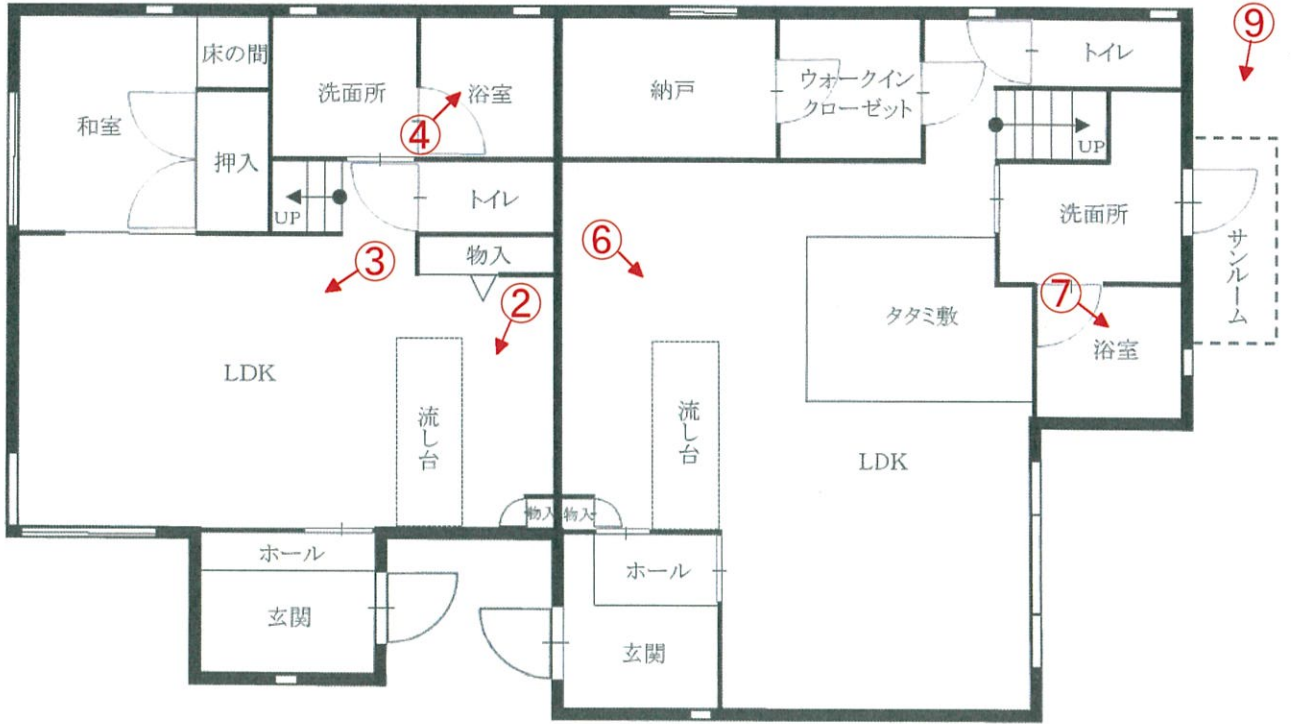 床の間
洗面所
浴室
納戸
ウォークイン
クローゼット
トイレ
⑨
和室
押入
④
UP
UP
トイレ
洗面所
サンルーム
物入
③
②
⑥
⑦
タタミ敷
浴室
LDK
流し台
流し台
LDK
物入
物入
ホール
玄関
ホール
玄関